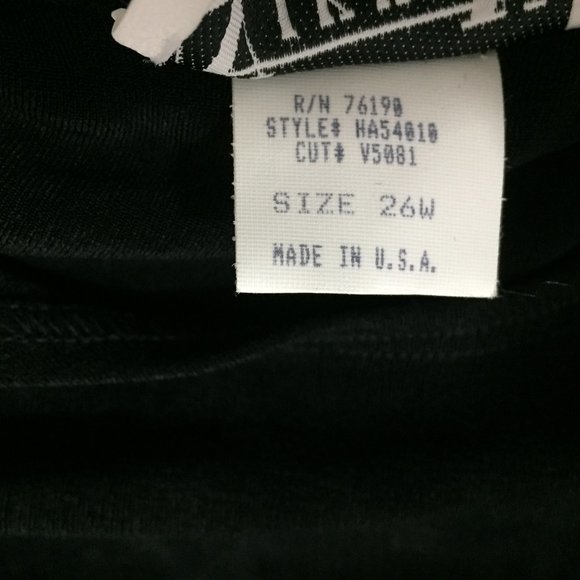 R/N 76190
STYLE# HA54010
CUT# V5081
SIZE 26W
MADE IN U.S.A.